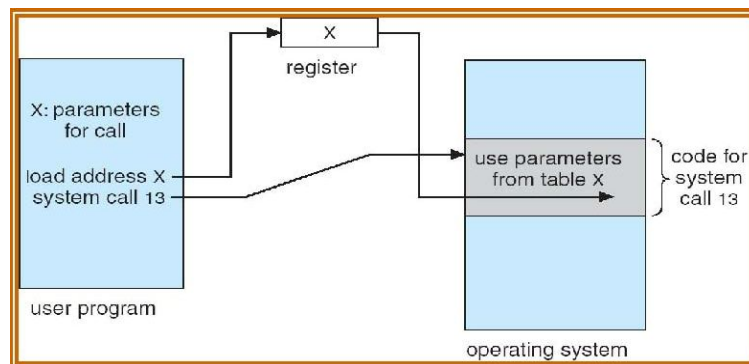 X
register
X: parameters
for call
load address X
system call 13
user program
use parameters
from table X
code for
system
call 13
operating system